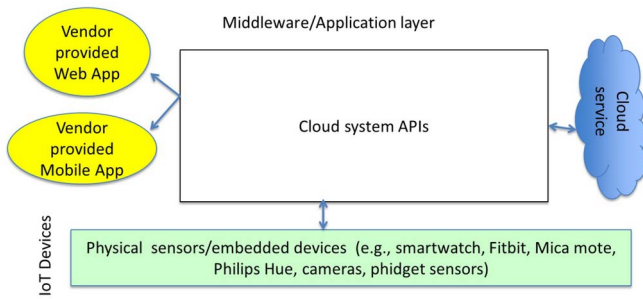 Middleware/Application layer
Vendor
provided
Web App
Vendor
provided
Mobile App
Cloud system APIs
Cloud
service
IoT Devices
Physical sensors/embedded devices (e.g., smartwatch, Fitbit, Mica mote,
Philips Hue, cameras, phidget sensors)